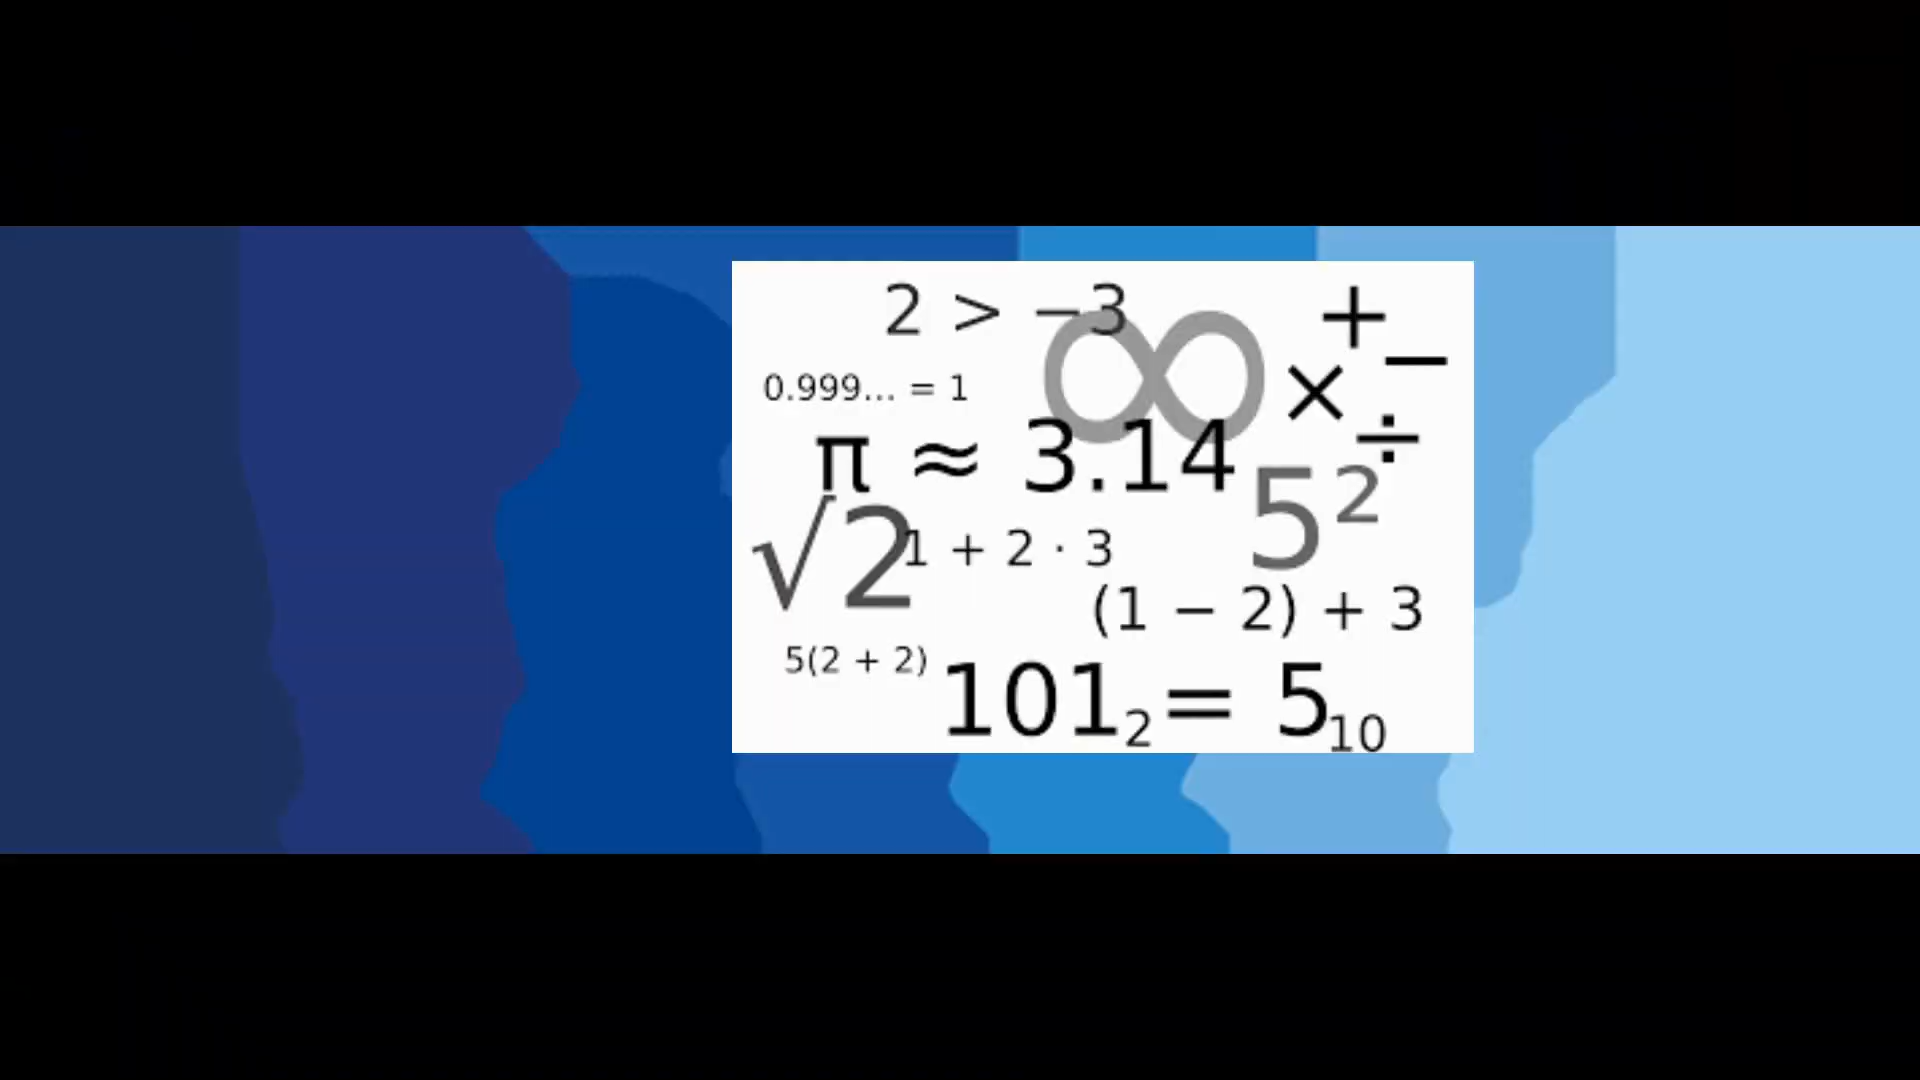 2 > −3
∞
+
−
×
÷
0.999... = 1
π ≈ 3.14
5²
√2
1 + 2 · 3
(1 − 2) + 3
5(2 + 2)
101₂ = 5₁₀